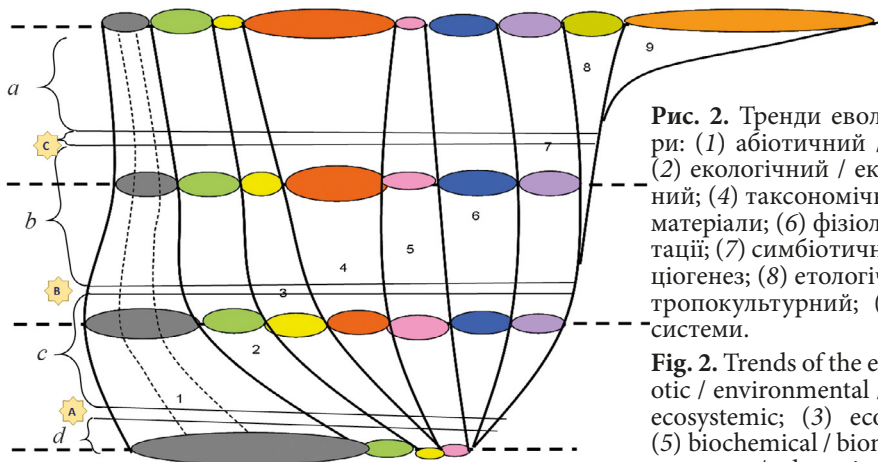 9
8
a
C
7
b
6
5
4
B
3
c
2
1
A
d
Рис. 2. Тренди евол
ри: (1) абіотичний /
(2) екологічний / ек
ний; (4) таксономічн
матеріали; (6) фізіол
тації; (7) симбіотичн
ціогенез; (8) етологіч
тропокультурний; (
системи.
Fig. 2. Trends of the e
otic / environmental /
ecosystemic; (3) eco
(5) biochemical / bion